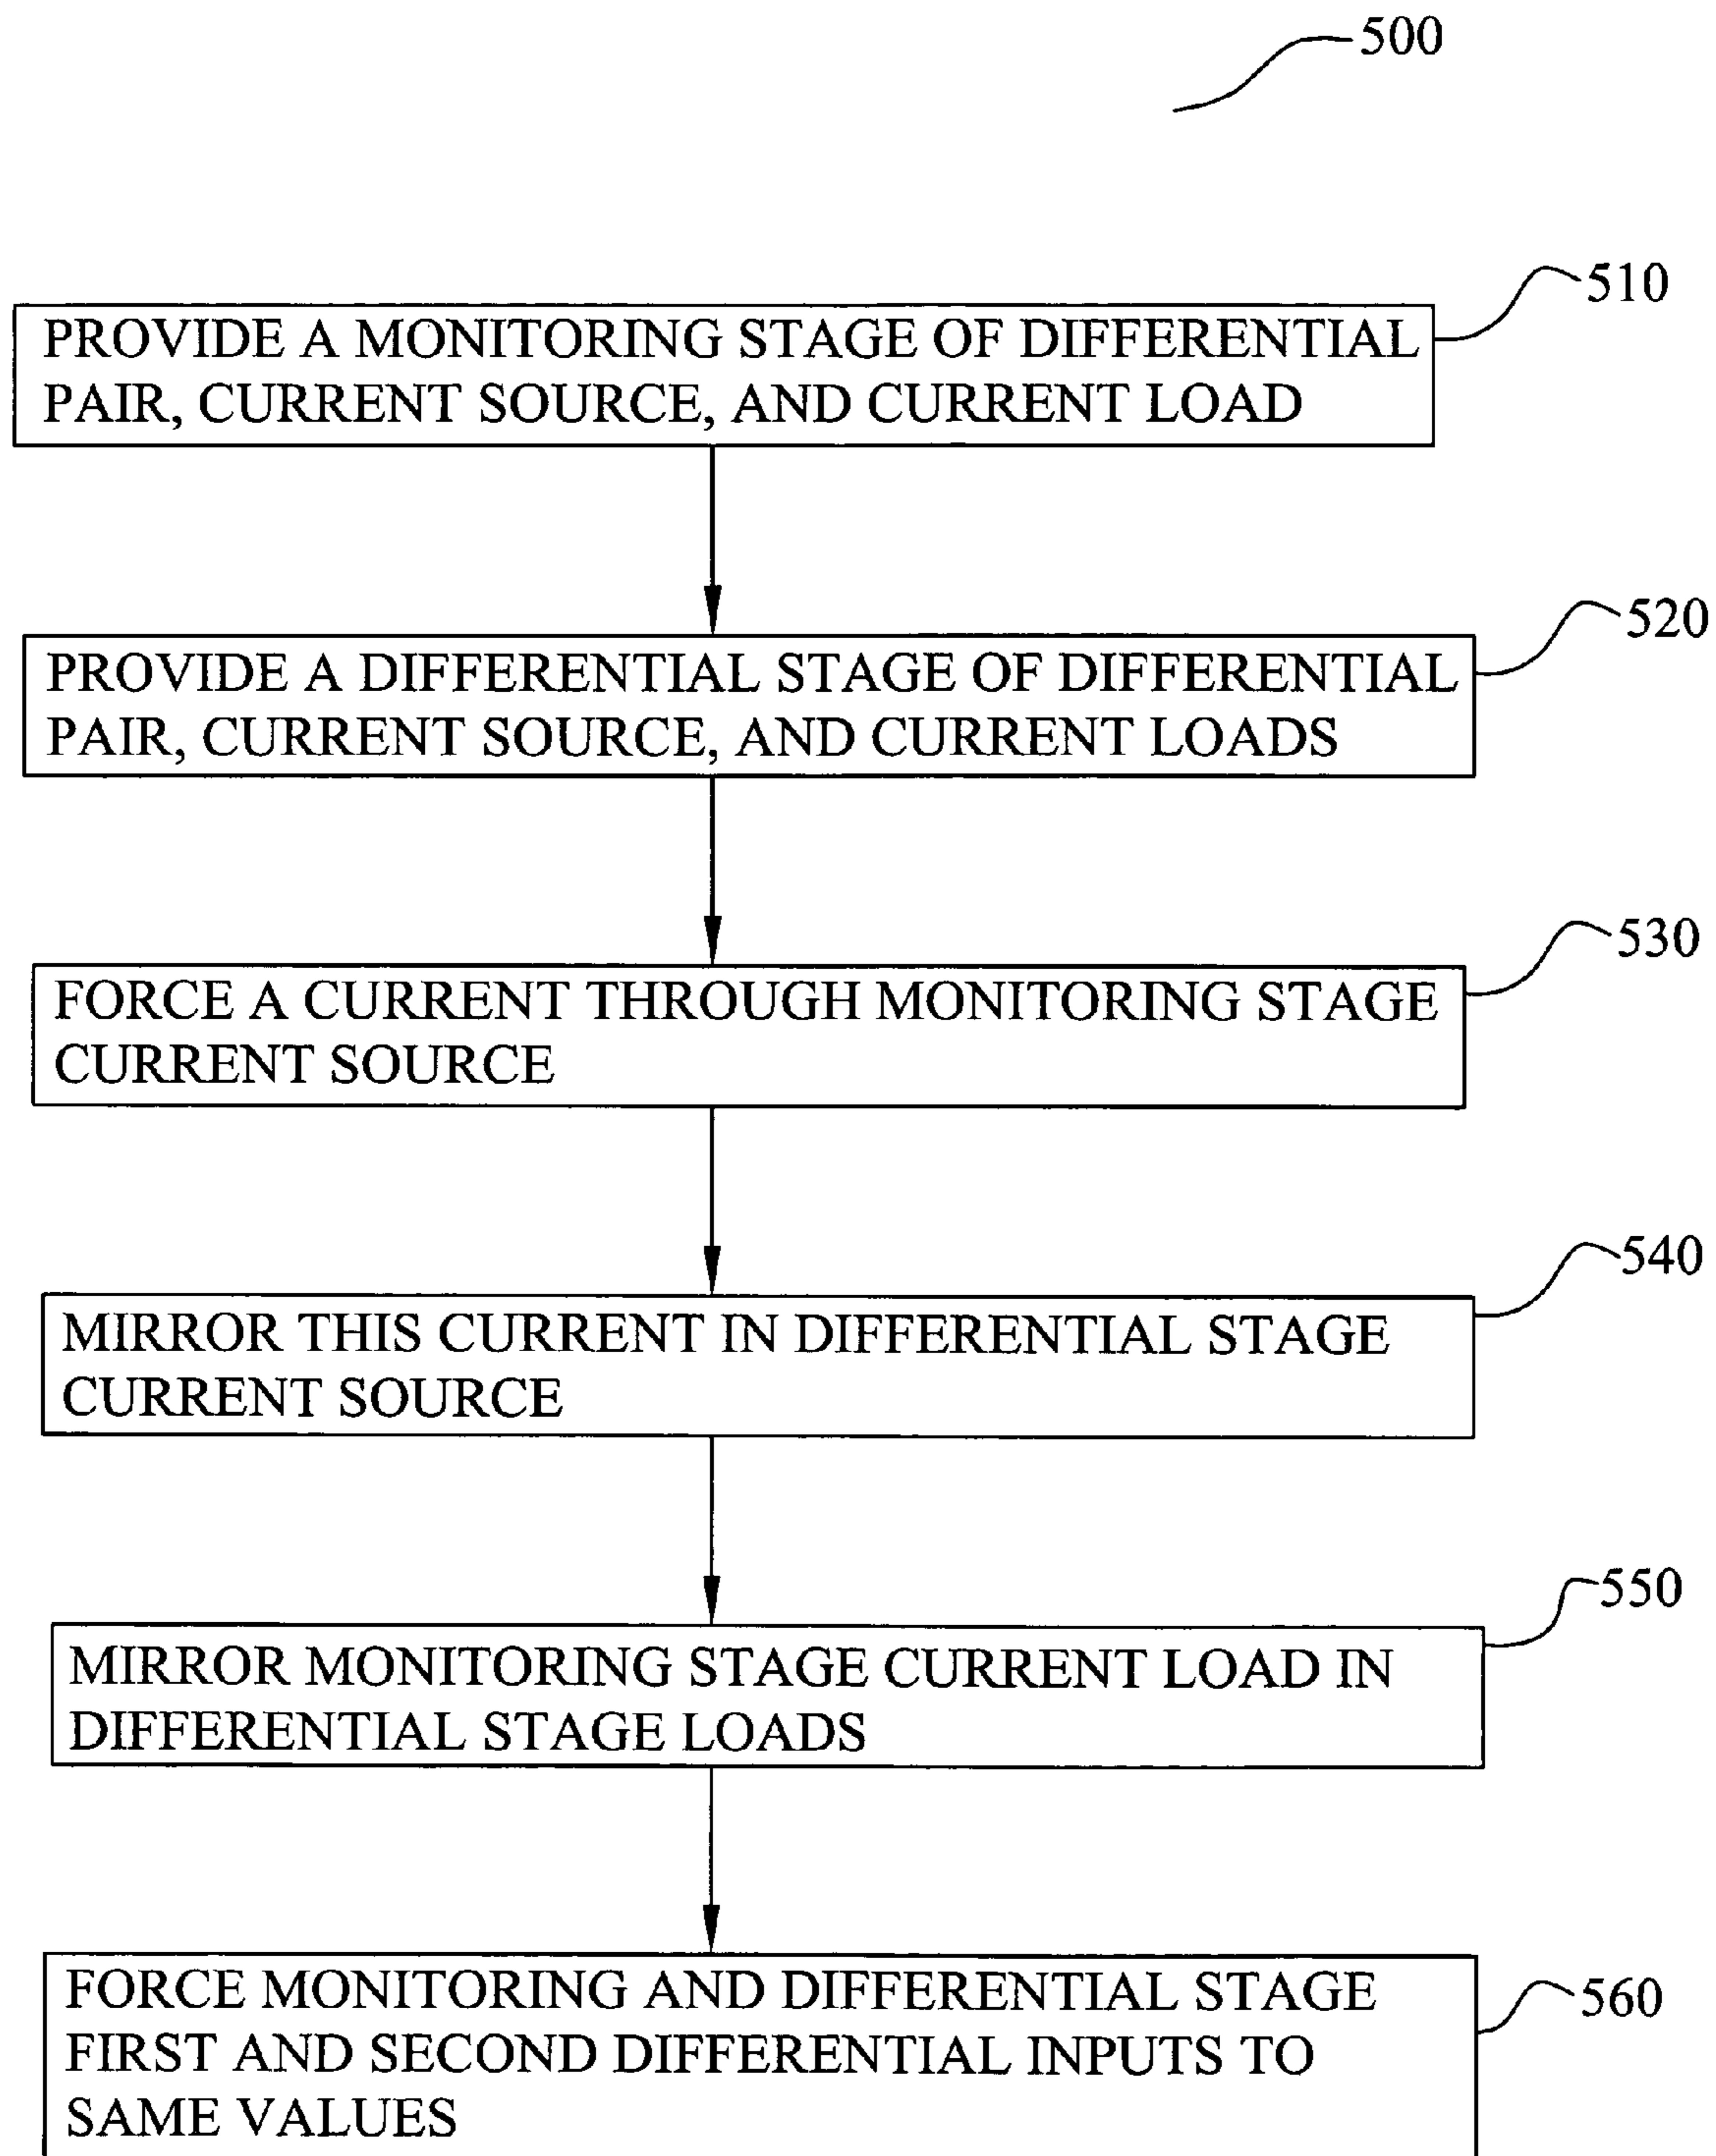 500
510
PROVIDE A MONITORING STAGE OF DIFFERENTIAL
PAIR, CURRENT SOURCE, AND CURRENT LOAD
520
PROVIDE A DIFFERENTIAL STAGE OF DIFFERENTIAL
PAIR, CURRENT SOURCE, AND CURRENT LOADS
530
FORCE A CURRENT THROUGH MONITORING STAGE
CURRENT SOURCE
540
MIRROR THIS CURRENT IN DIFFERENTIAL STAGE
CURRENT SOURCE
550
MIRROR MONITORING STAGE CURRENT LOAD IN
DIFFERENTIAL STAGE LOADS
560
FORCE MONITORING AND DIFFERENTIAL STAGE
FIRST AND SECOND DIFFERENTIAL INPUTS TO
SAME VALUES